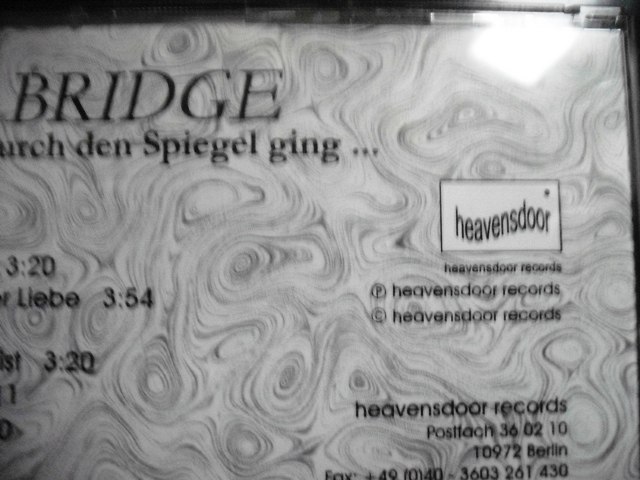 BRIDGE
urch den Spiegel ging ...
heavensdoor
heavensdoor records
3:20
℗ heavensdoor records
r Liebe 3:54
© heavensdoor records
ist 3:20
11
heavensdoor records
0
Postfach 36 02 10
10972 Berlin
Fax: +49 (0)40 - 3603 261 430